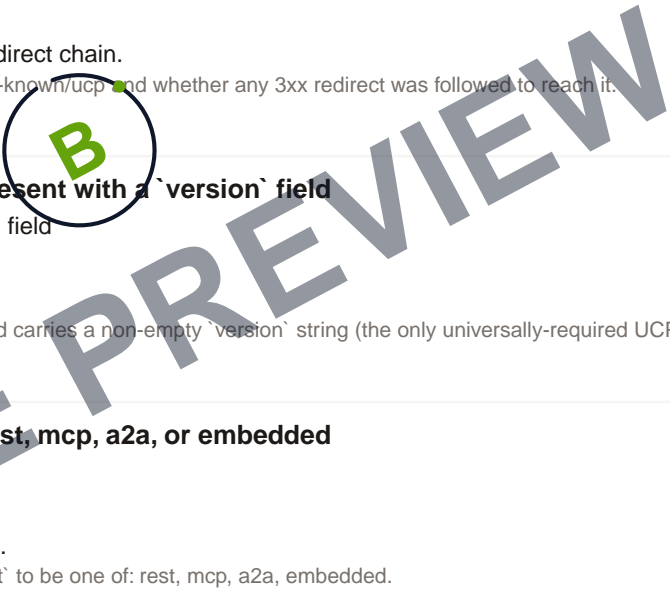 direct chain.
-known/ucp and whether any 3xx redirect was followed to reach it.
B
esent with a `version` field
field
d carries a non-empty `version` string (the only universally-required UCP
E PREVIEW
st, mcp, a2a, or embedded
.
t` to be one of: rest, mcp, a2a, embedded.